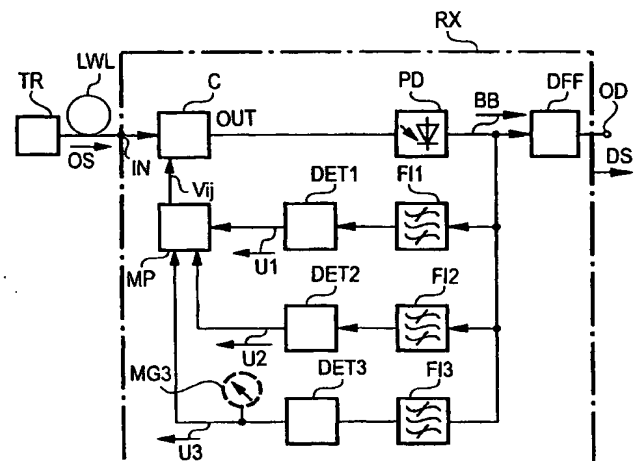 RX
TR
LWL
C
OUT
PD
BB
DFF
OD
DS
OS
IN
Vij
DET1
FI1
MP
U1
DET2
FI2
U2
MG3
DET3
FI3
U3